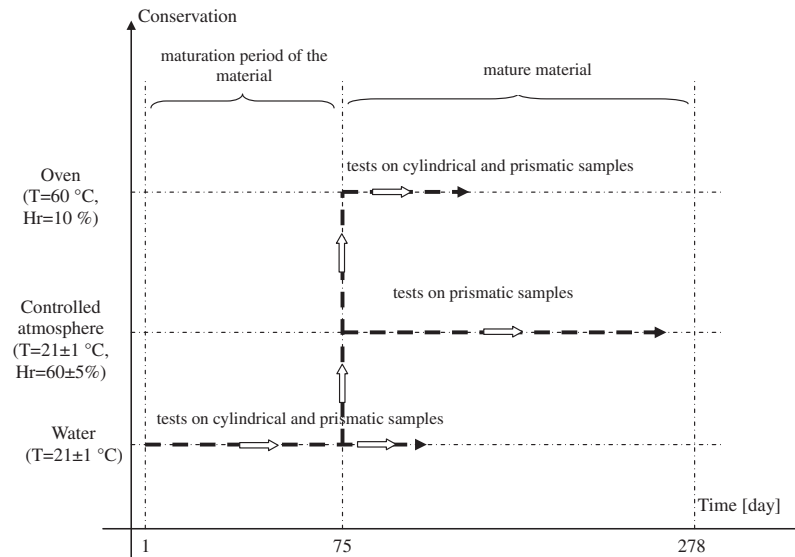 Conservation
maturation period of the
material
mature material
tests on cylindrical and prismatic samples
Oven
(T=60 °C,
Hr=10 %)
tests on prismatic samples
Controlled
atmosphere
(T=21±1 °C,
Hr=60±5%)
tests on cylindrical and prismatic samples
Water
(T=21±1 °C)
Time [day]
1
75
278